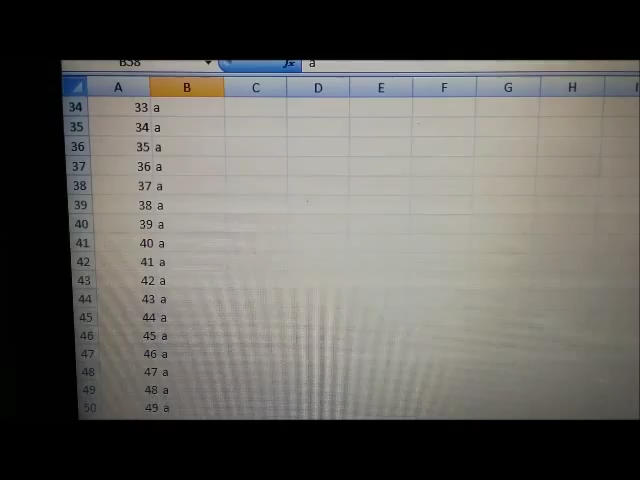 B58 fx a
A B C D E F G H I
34 33 a
35 34 a
36 35 a
37 36 a
38 37 a
39 38 a
40 39 a
41 40 a
42 41 a
43 42 a
44 43 a
45 44 a
46 45 a
47 46 a
48 47 a
49 48 a
50 49 a